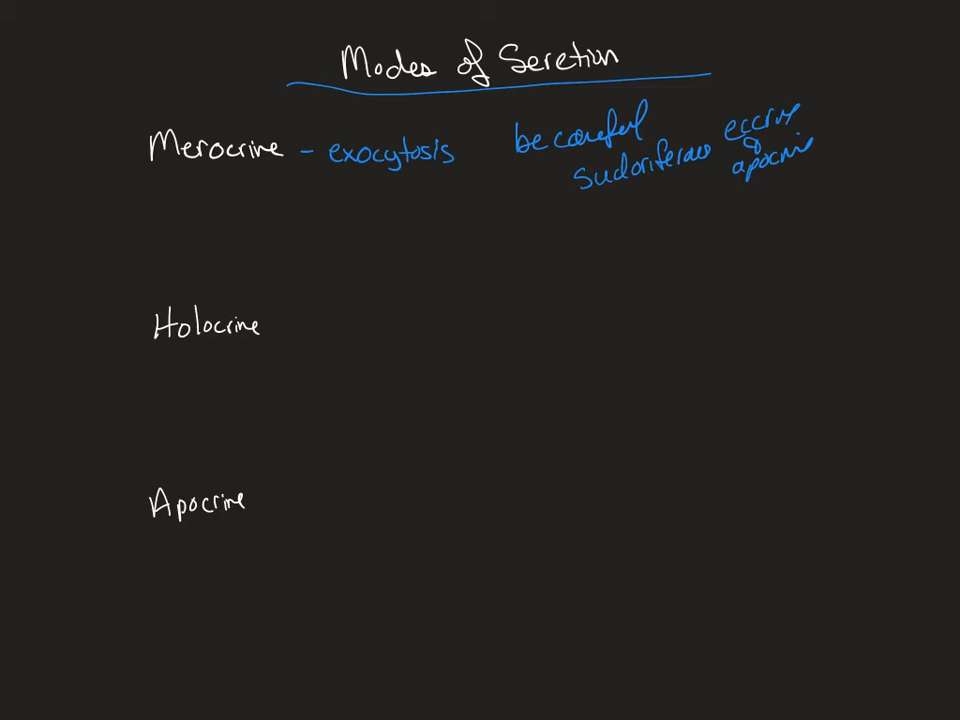 Modes of Seretion
Merocrine - exocytosis
be careful
sudoriferous
eccrine
&
apocrine
Holocrine
Apocrine